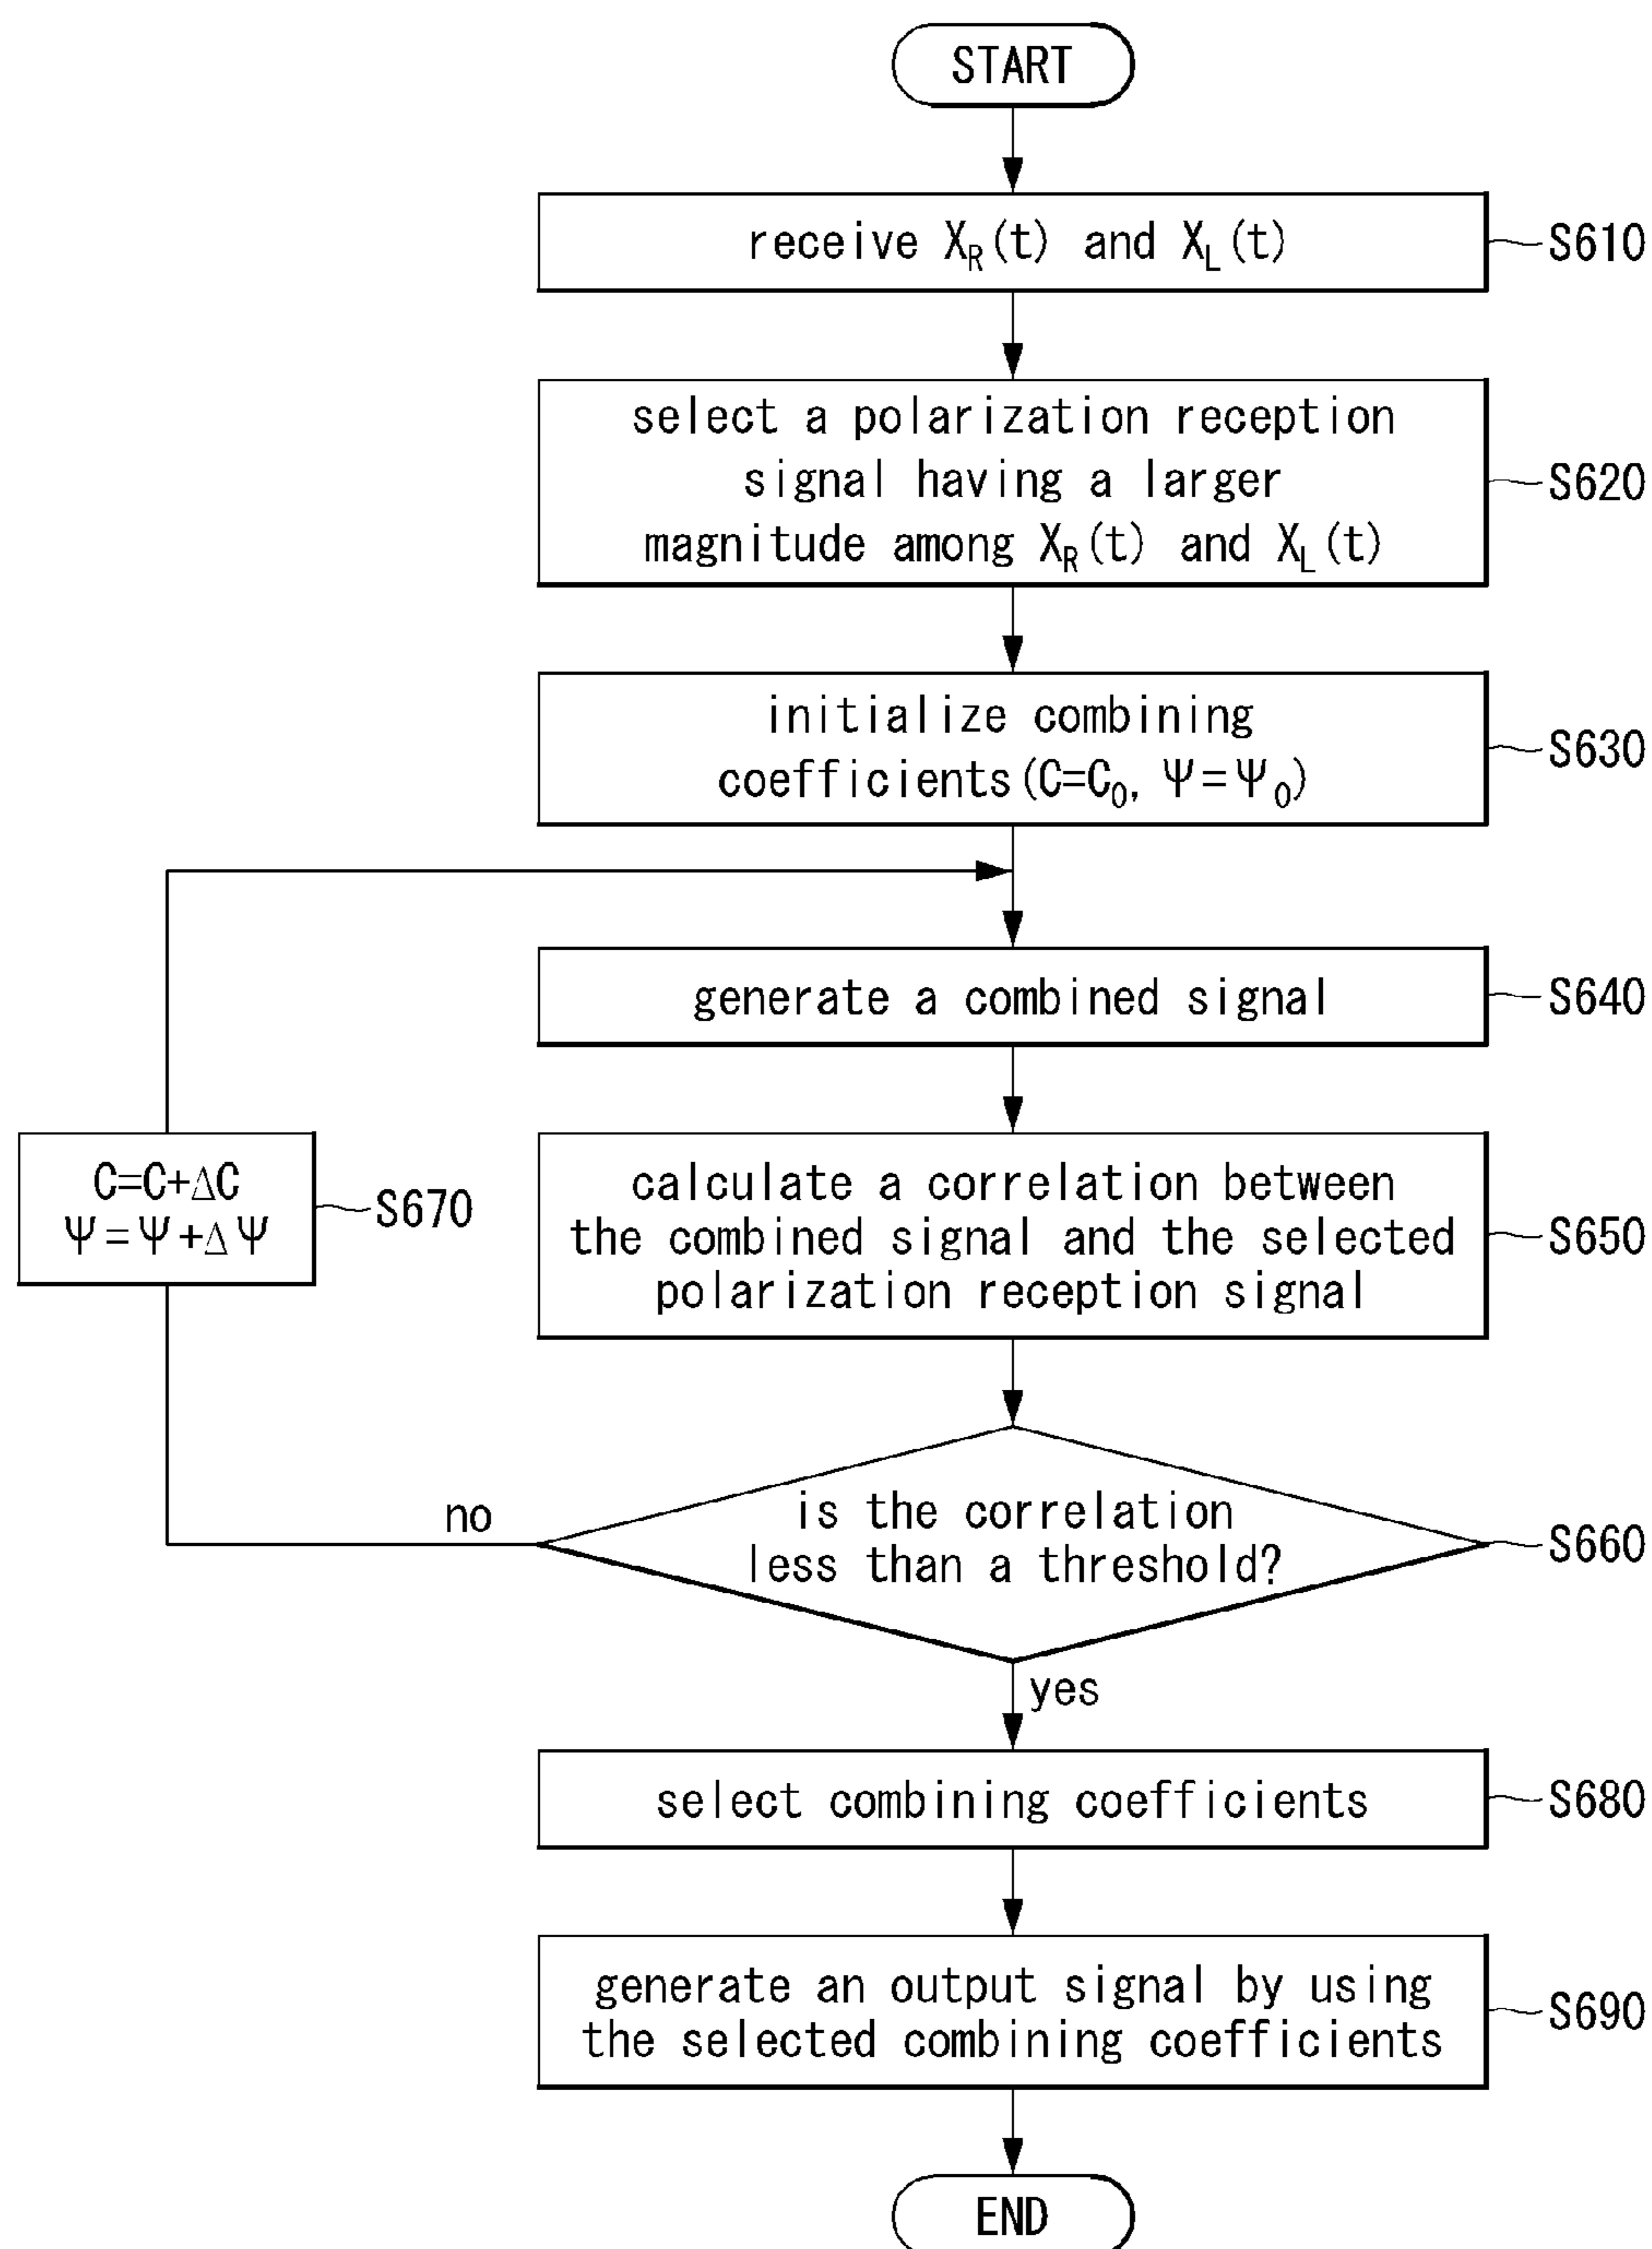 START
receive X_R(t) and X_L(t)
S610
select a polarization reception
signal having a larger
magnitude among X_R(t) and X_L(t)
S620
initialize combining
coefficients(C=C_0, Ψ=Ψ_0)
S630
generate a combined signal
S640
C=C+ΔC
Ψ=Ψ+ΔΨ
S670
calculate a correlation between
the combined signal and the selected
polarization reception signal
S650
no
is the correlation
less than a threshold?
S660
yes
select combining coefficients
S680
generate an output signal by using
the selected combining coefficients
S690
END